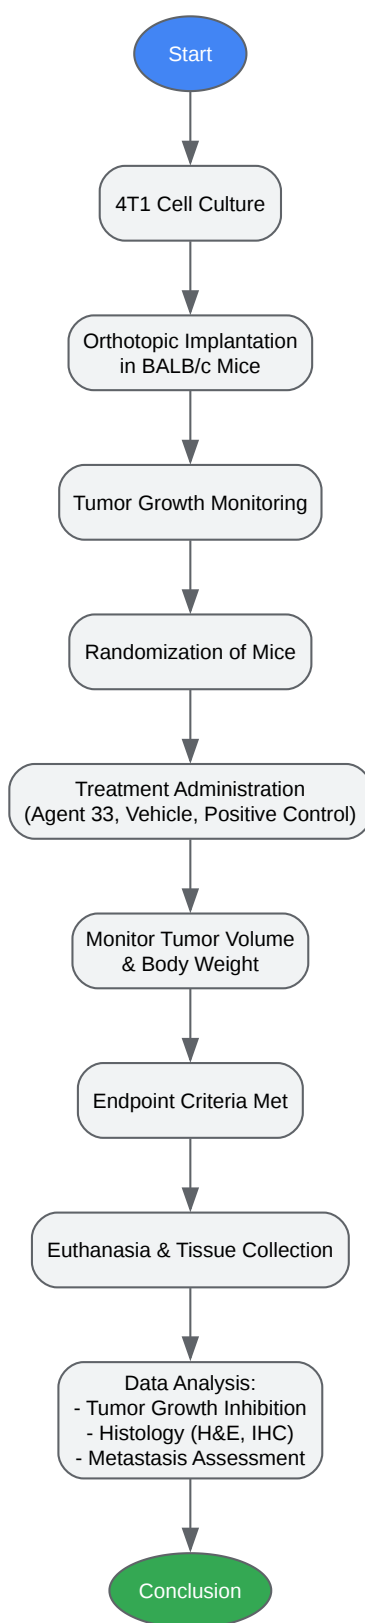 Start
4T1 Cell Culture
Orthotopic Implantation
in BALB/c Mice
Tumor Growth Monitoring
Randomization of Mice
Treatment Administration
(Agent 33, Vehicle, Positive Control)
Monitor Tumor Volume
& Body Weight
Endpoint Criteria Met
Euthanasia & Tissue Collection
Data Analysis:
- Tumor Growth Inhibition
- Histology (H&E, IHC)
- Metastasis Assessment
Conclusion